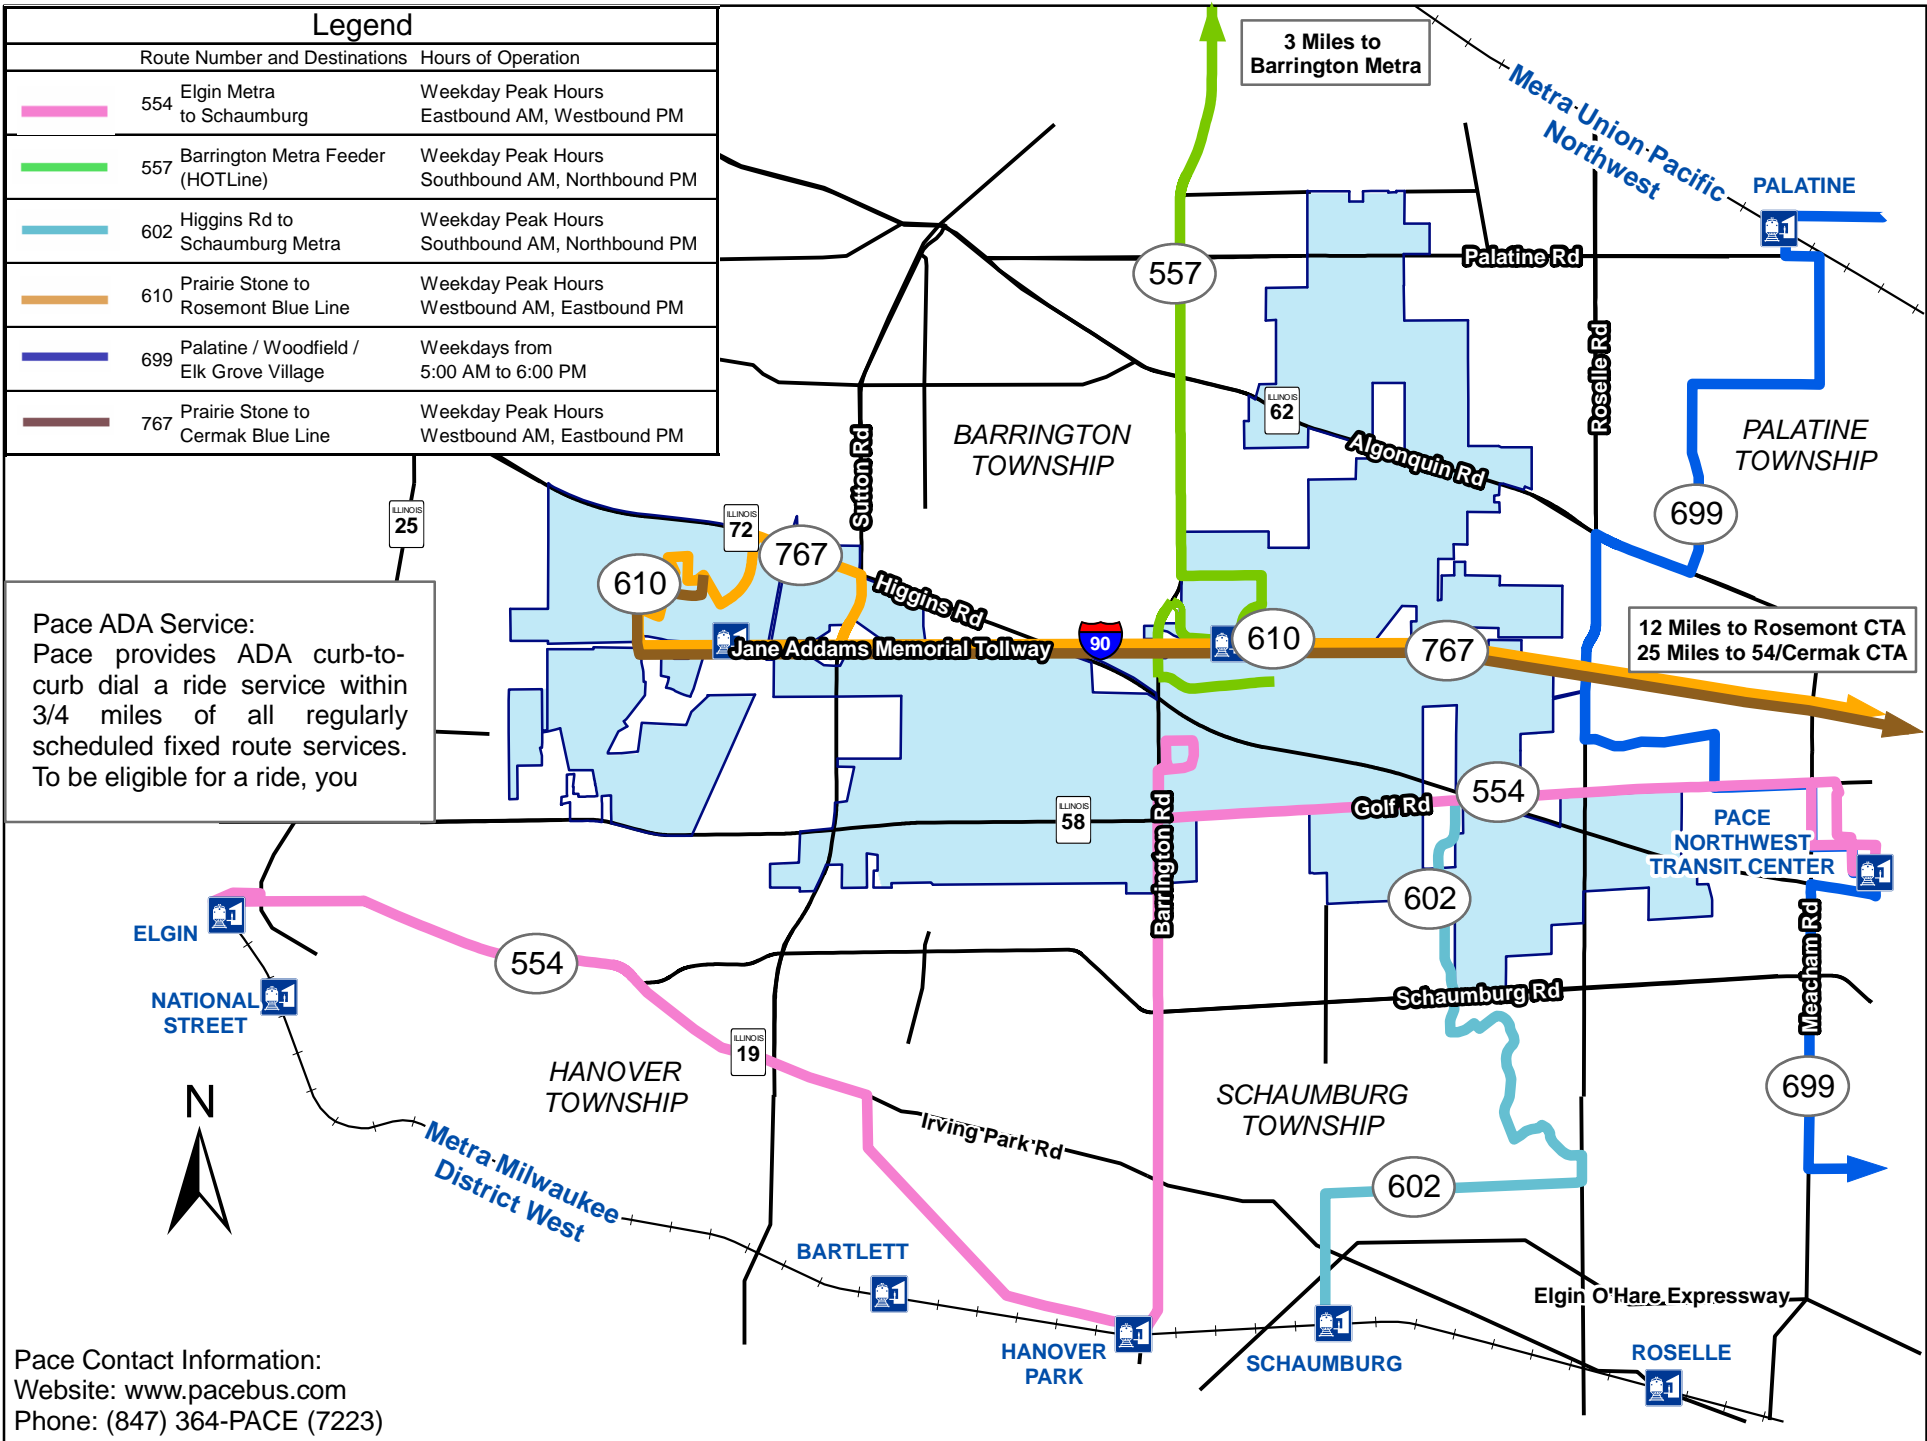 Legend
Route Number and Destinations Hours of Operation
554 Elgin Metra to Schaumburg
Weekday Peak Hours
Eastbound AM, Westbound PM
557 Barrington Metra Feeder (HOTLine)
Weekday Peak Hours
Southbound AM, Northbound PM
602 Higgins Rd to Schaumburg Metra
Weekday Peak Hours
Southbound AM, Northbound PM
610 Prairie Stone to Rosemont Blue Line
Weekday Peak Hours
Westbound AM, Eastbound PM
699 Palatine / Woodfield / Elk Grove Village
Weekdays from
5:00 AM to 6:00 PM
767 Prairie Stone to Cermak Blue Line
Weekday Peak Hours
Westbound AM, Eastbound PM
3 Miles to
Barrington Metra
Metra Union Pacific
Northwest
PALATINE
557
Palatine Rd
Roselle Rd
ILLINOIS
62
BARRINGTON
TOWNSHIP
Algonquin Rd
PALATINE
TOWNSHIP
Sutton Rd
ILLINOIS
25
ILLINOIS
72
767
699
610
Higgins Rd
Pace ADA Service:
Pace provides ADA curb-to-
curb dial a ride service within
3/4 miles of all regularly
scheduled fixed route services.
To be eligible for a ride, you
Jane Addams Memorial Tollway
90
610
767
12 Miles to Rosemont CTA
25 Miles to 54/Cermak CTA
ILLINOIS
58
Barrington Rd
Golf Rd
554
PACE
NORTHWEST
TRANSIT CENTER
602
ELGIN
554
NATIONAL
STREET
Schaumburg Rd
Meacham Rd
ILLINOIS
19
HANOVER
TOWNSHIP
SCHAUMBURG
TOWNSHIP
699
N
Irving Park Rd
Metra Milwaukee
District West
602
BARTLETT
Elgin O'Hare Expressway
HANOVER
PARK
SCHAUMBURG
ROSELLE
Pace Contact Information:
Website: www.pacebus.com
Phone: (847) 364-PACE (7223)